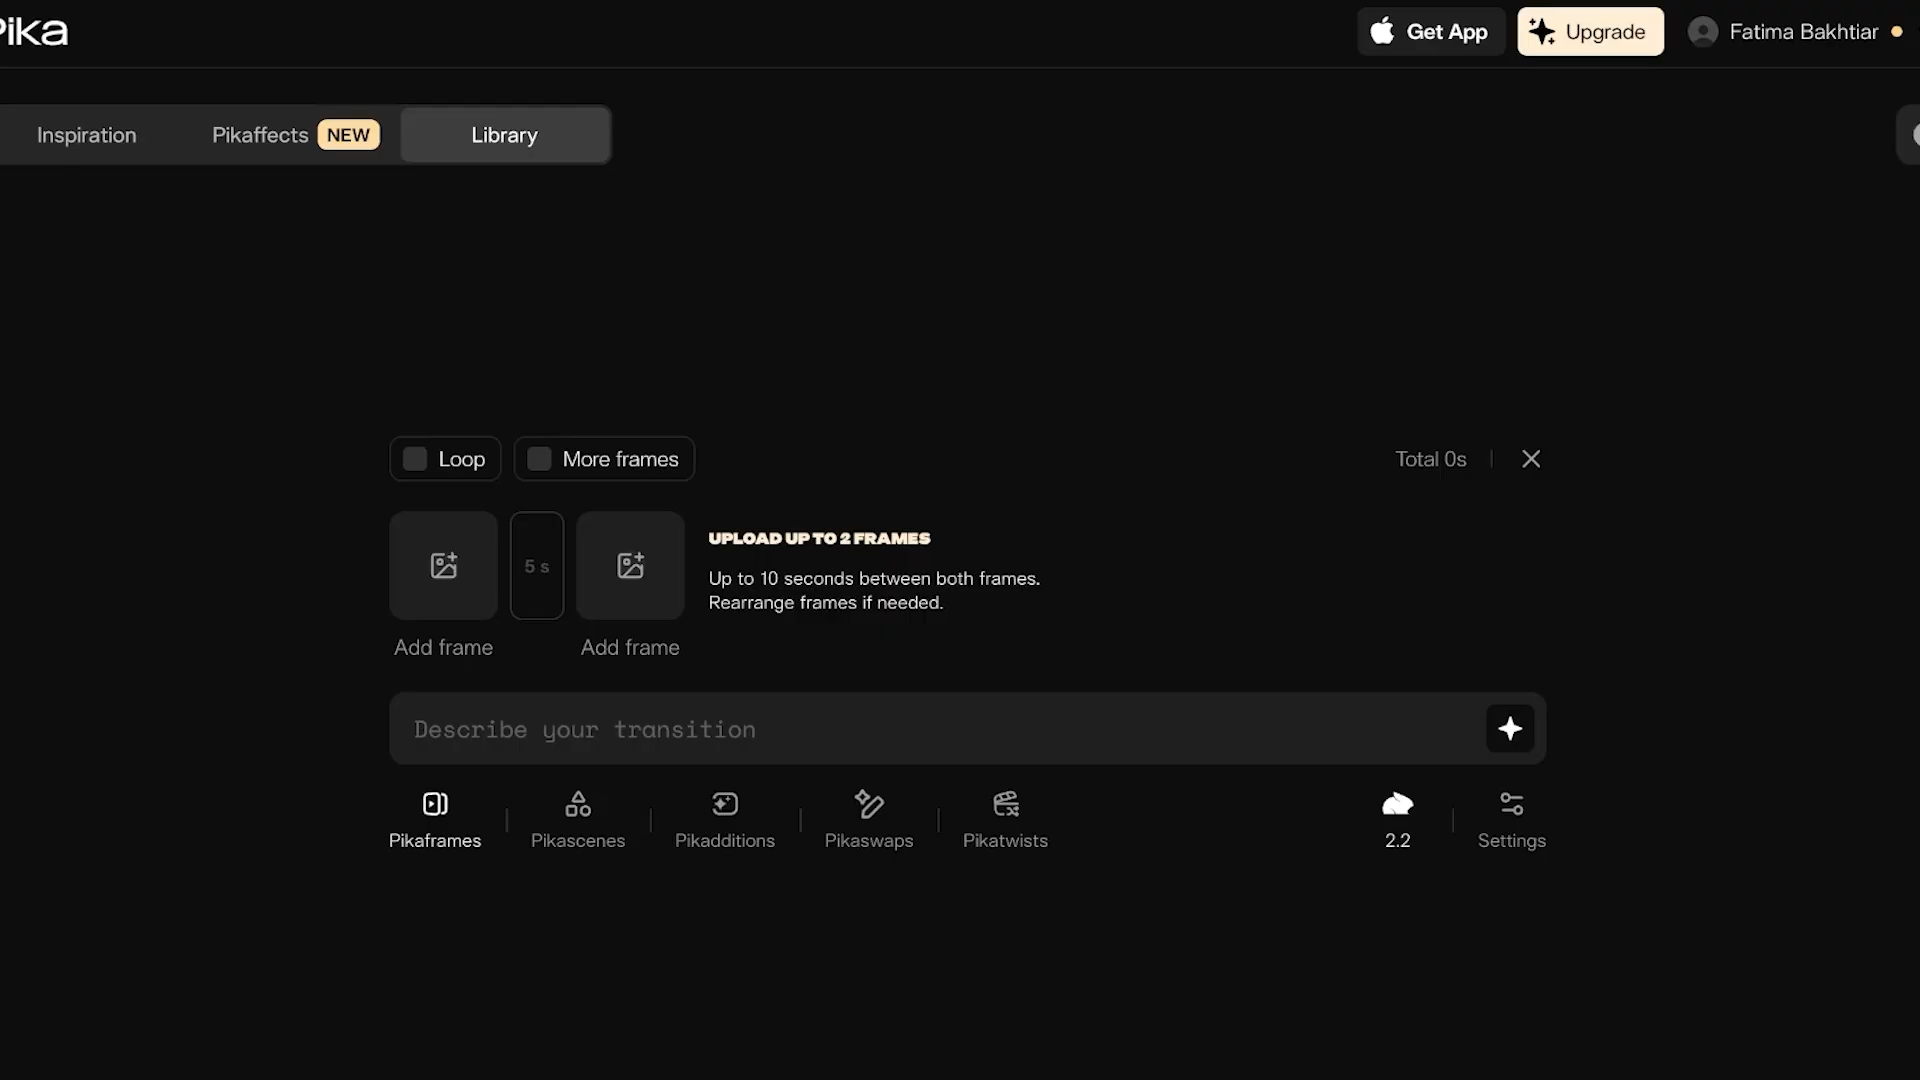 Pika
Get App
Upgrade
Fatima Bakhtiar
Inspiration
Pikaffects NEW
Library
Loop
More frames
Total 0s
5 s
UPLOAD UP TO 2 FRAMES
Up to 10 seconds between both frames.
Rearrange frames if needed.
Add frame
Add frame
Describe your transition
Pikaframes
Pikascenes
Pikadditions
Pikaswaps
Pikatwists
2.2
Settings